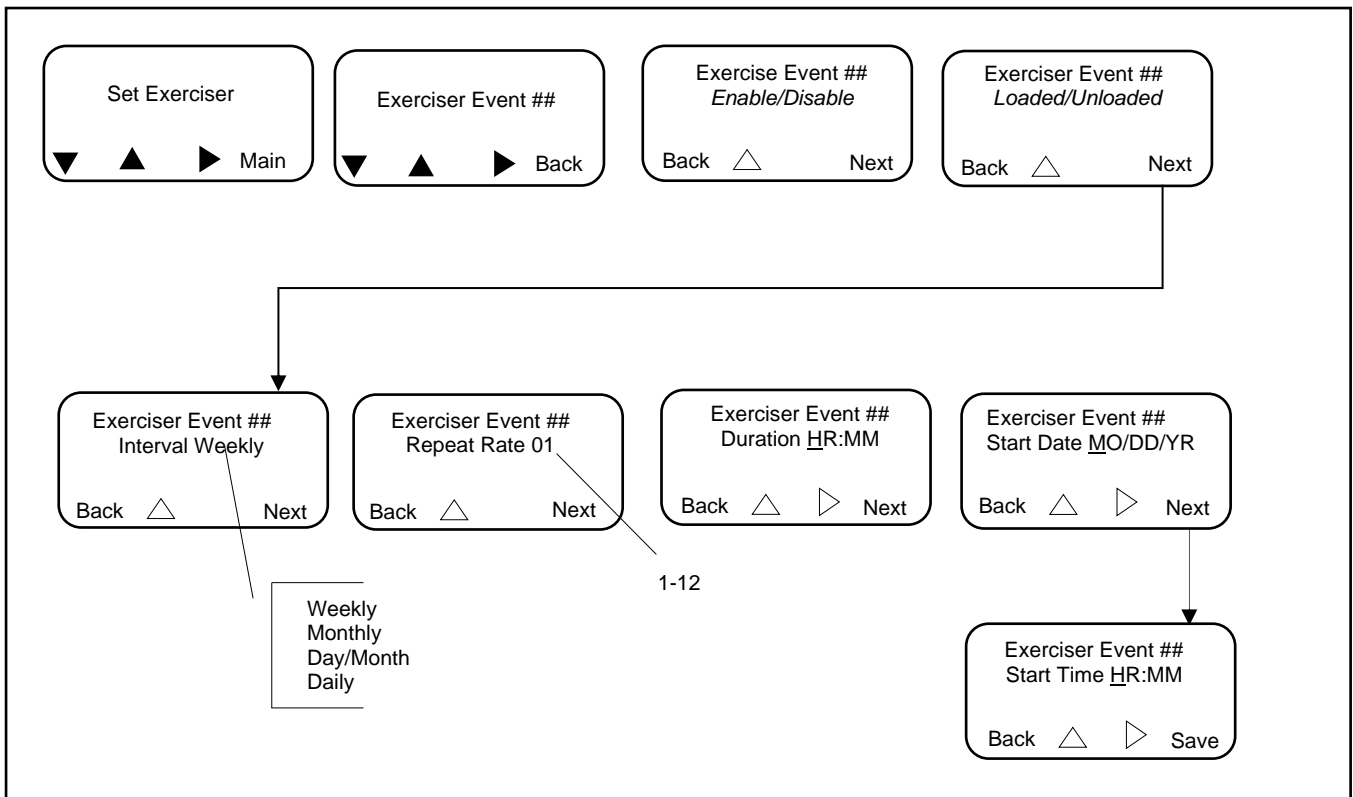 Set Exerciser
Main
Exerciser Event ##
Back
Exercise Event ##
Enable/Disable
Back Next
Exerciser Event ##
Loaded/Unloaded
Back Next
Exerciser Event ##
Interval Weekly
Back Next
Exerciser Event ##
Repeat Rate 01
Back Next
Exerciser Event ##
Duration HR:MM
Back Next
Exerciser Event ##
Start Date MO/DD/YR
Back Next
Weekly
Monthly
Day/Month
Daily
1-12
Exerciser Event ##
Start Time HR:MM
Back Save